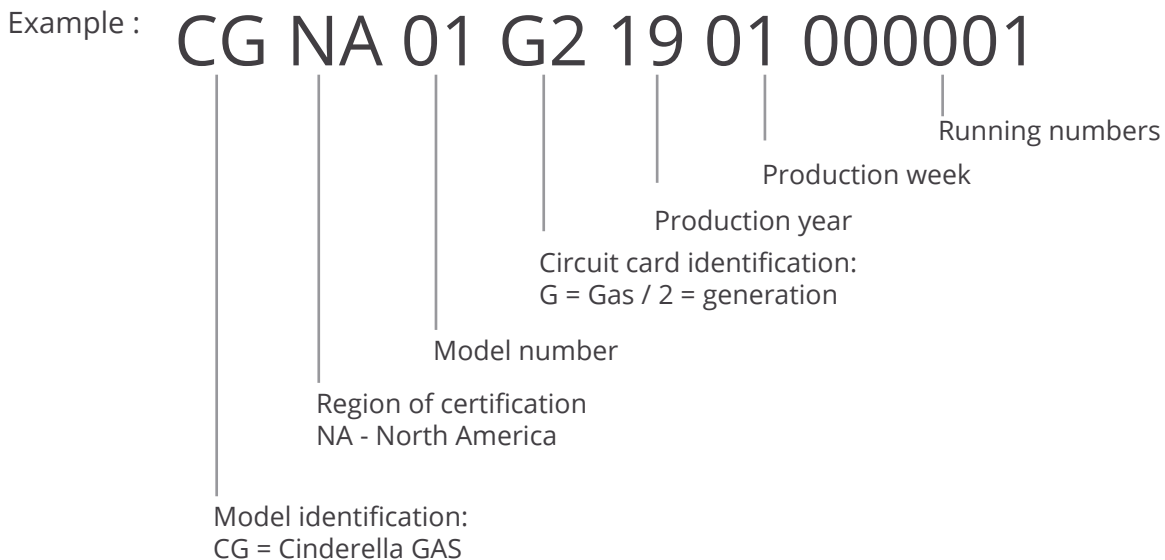 Example :
CG NA 01 G2 19 01 000001
Running numbers
Production week
Production year
Circuit card identification:
G = Gas / 2 = generation
Model number
Region of certification
NA - North America
Model identification:
CG = Cinderella GAS